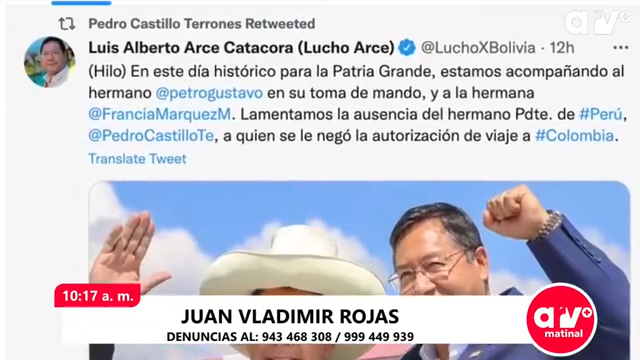 Pedro Castillo Terrones Retweeted
Luis Alberto Arce Catacora (Lucho Arce) @LuchoXBolivia · 12h
(Hilo) En este día histórico para la Patria Grande, estamos acompañando al
hermano @petrogustavo en su toma de mando, y a la hermana
@FranciaMarquezM. Lamentamos la ausencia del hermano Pdte. de #Perú,
@PedroCastilloTe, a quien se le negó la autorización de viaje a #Colombia.
Translate Tweet
atv+
10:17 a. m.
JUAN VLADIMIR ROJAS
DENUNCIAS AL: 943 468 308 / 999 449 939
atv+
matinal